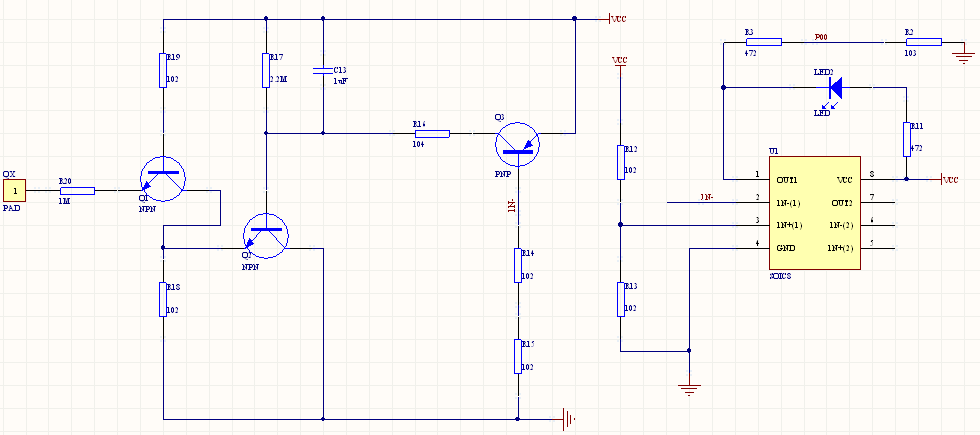 VCC
R19
102
R17
2.2M
C13
1uF
R16
104
Q3
PNP
QX
1
PAD
R20
1M
Q1
NPN
Q2
NPN
R18
102
IN-
R14
102
R15
102
VCC
R12
102
R13
102
R3
472
P00
R2
103
LED2
LED
R11
472
U1
1 OUT1 VCC 8
VCC
IN-
2 IN-(1) OUT2 7
3 IN+(1) IN-(2) 6
4 GND IN+(2) 5
SOIC8